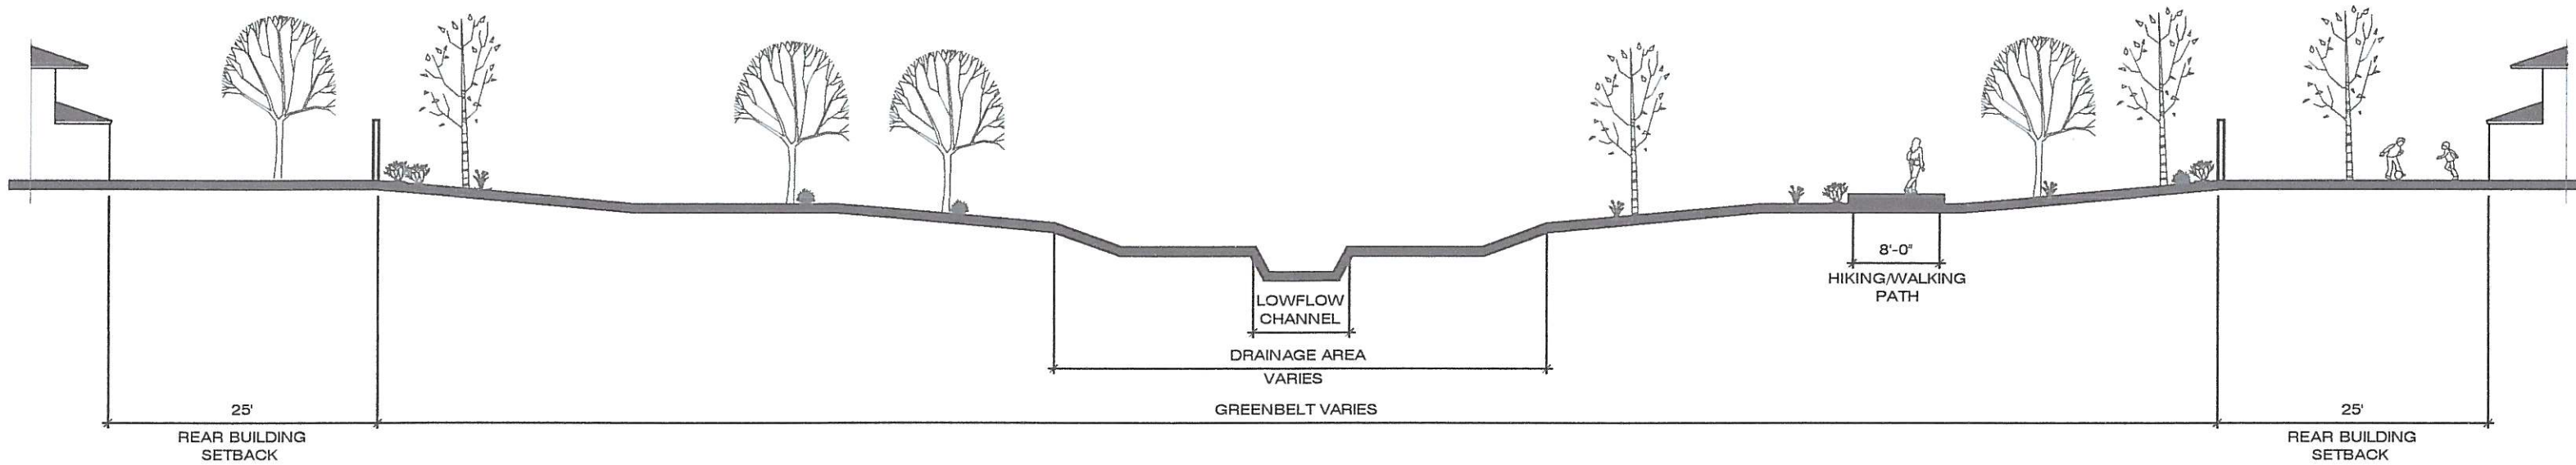 8'-0"
HIKING/WALKING
PATH
LOWFLOW
CHANNEL
DRAINAGE AREA
VARIES
25'
REAR BUILDING
SETBACK
GREENBELT VARIES
25'
REAR BUILDING
SETBACK